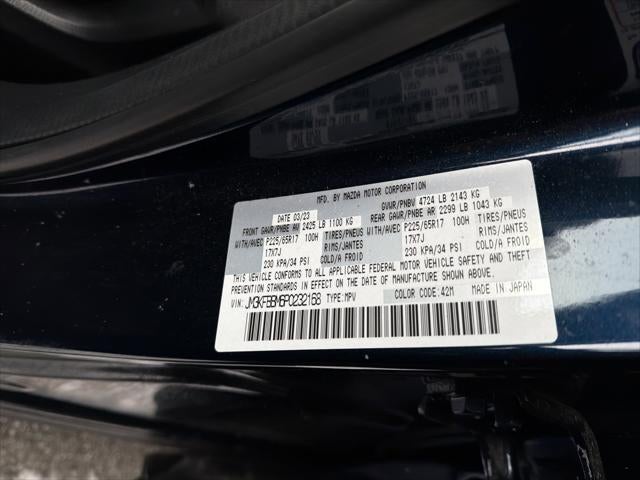 MFD. BY MAZDA MOTOR CORPORATION
DATE 03/23 GVWR/PNBV 4724 LB 2143 KG
FRONT GAWR/PNBE AV 2425 LB 1100 KG REAR GAWR/PNBE AR 2299 LB 1043 KG
WITH/AVEC P225/65R17 100H TIRES/PNEUS WITH/AVEC P225/65R17 100H TIRES/PNEUS
17X7J RIMS/JANTES 17X7J RIMS/JANTES
230 KPA/34 PSI COLD/A FROID 230 KPA/34 PSI COLD/A FROID
THIS VEHICLE CONFORMS TO ALL APPLICABLE FEDERAL MOTOR VEHICLE SAFETY AND THEFT
PREVENTION STANDARDS IN EFFECT ON THE DATE OF MANUFACTURE SHOWN ABOVE.
VIN: JM3KFBBM6P0232168 TYPE: MPV COLOR CODE: 42M MADE IN JAPAN